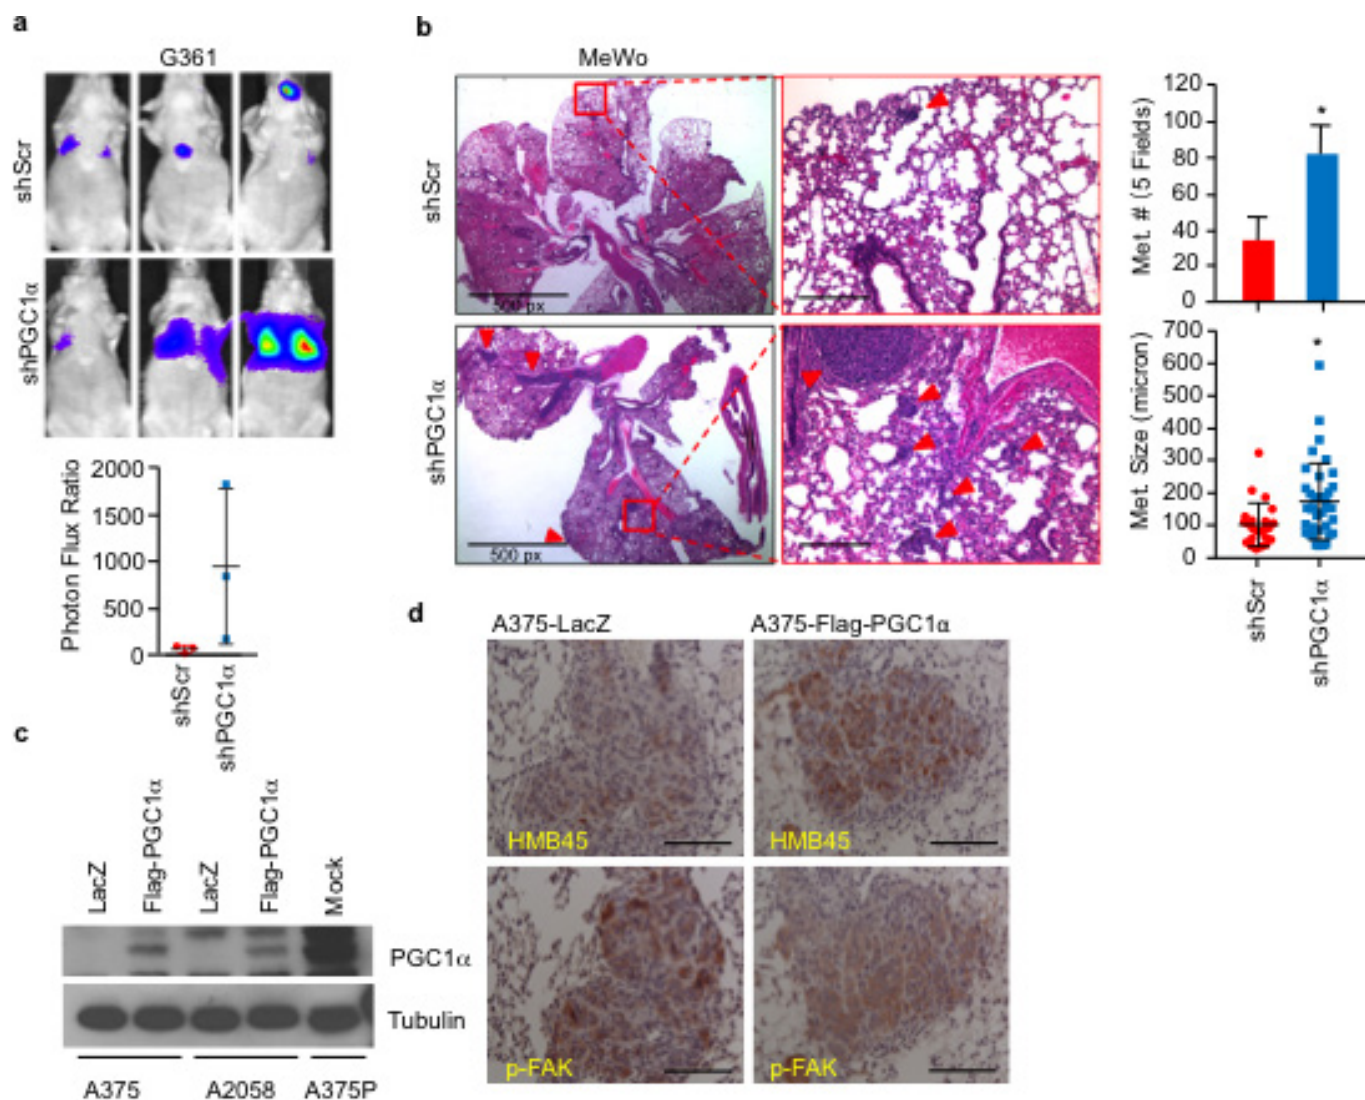 a
G361
shScr
shPGC1α
Photon Flux Ratio
2000
1500
1000
500
0
shScr
shPGC1α
b
MeWo
shScr
500 px
shPGC1α
500 px
Met. # (5 Fields)
120
100
80
60
40
20
0
*
Met. Size (micron)
700
600
500
400
300
200
100
0
*
shScr
shPGC1α
c
LacZ
Flag-PGC1α
LacZ
Flag-PGC1α
Mock
PGC1α
Tubulin
A375
A2058
A375P
d
A375-LacZ
A375-Flag-PGC1α
HMB45
HMB45
p-FAK
p-FAK